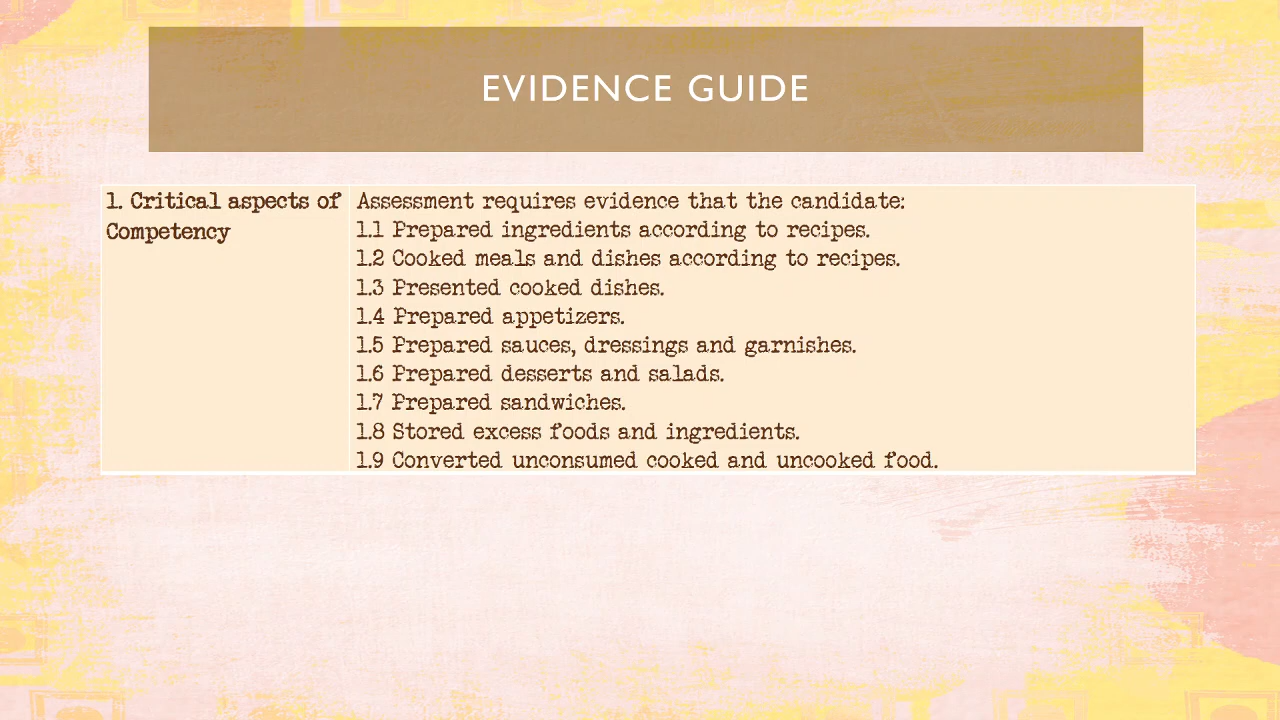 EVIDENCE GUIDE
1. Critical aspects of
Competency
Assessment requires evidence that the candidate:
1.1 Prepared ingredients according to recipes.
1.2 Cooked meals and dishes according to recipes.
1.3 Presented cooked dishes.
1.4 Prepared appetizers.
1.5 Prepared sauces, dressings and garnishes.
1.6 Prepared desserts and salads.
1.7 Prepared sandwiches.
1.8 Stored excess foods and ingredients.
1.9 Converted unconsumed cooked and uncooked food.